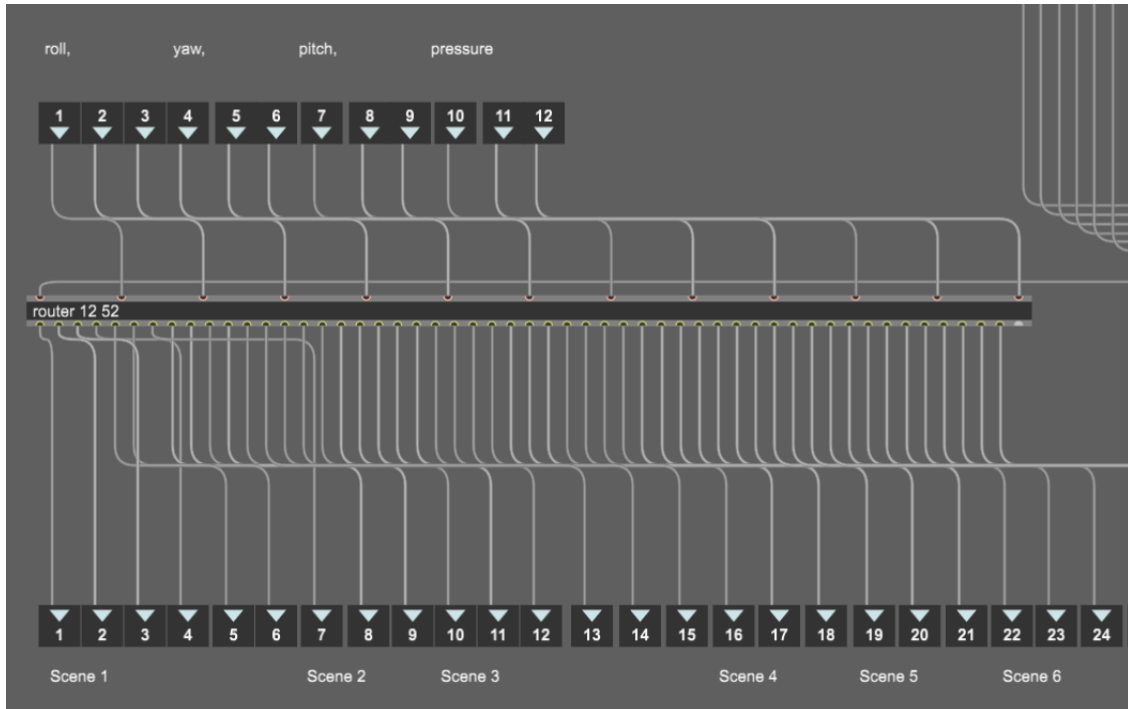 roll, yaw, pitch, pressure
1 2 3 4 5 6 7 8 9 10 11 12
router 12 52
1 2 3 4 5 6 7 8 9 10 11 12 13 14 15 16 17 18 19 20 21 22 23 24
Scene 1 Scene 2 Scene 3 Scene 4 Scene 5 Scene 6